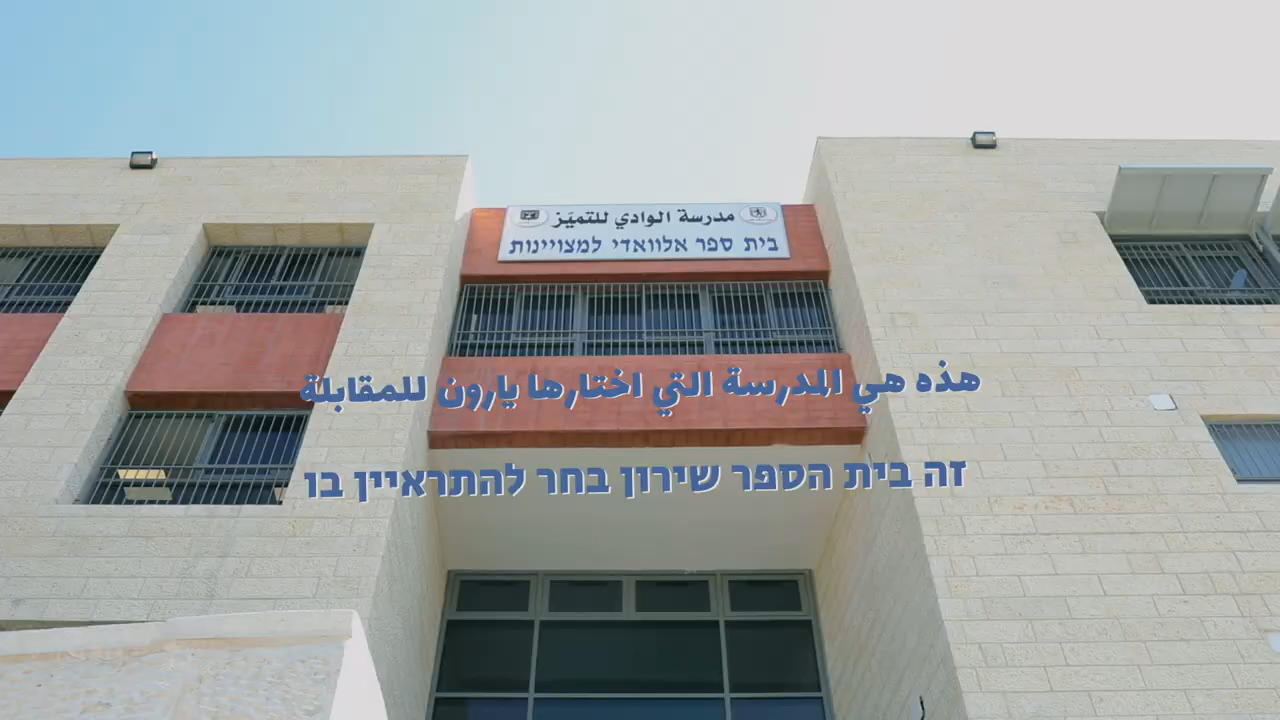 مدرسة الوادي للتميّز
בית ספר אלוואדי למצויינות
هذه هي المدرسة التي اختارها يارون للمقابلة
זה בית הספר שירון בחר להתראיין בו